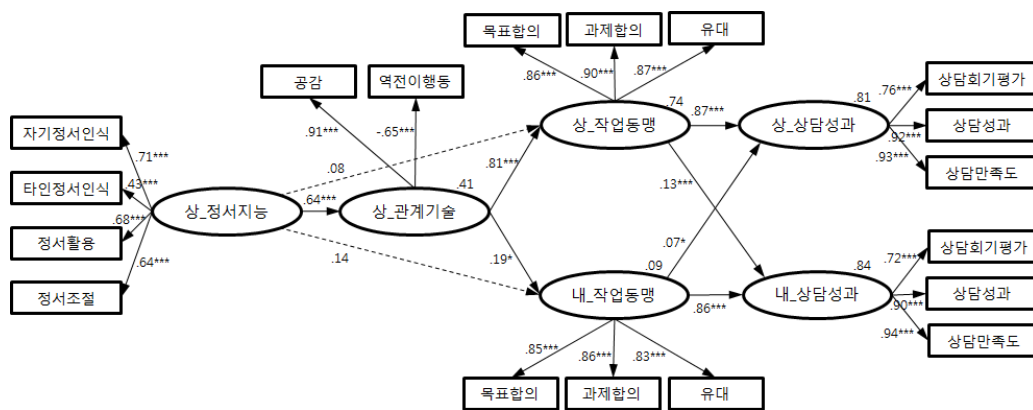 목표합의
과제합의
유대
.86***
.90***
.87***
공감
역전이행동
.91***
-.65***
자기정서인식
타인정서인식
정서활용
정서조절
.71***
.43***
.68***
.64***
상_정서지능
.08
.64***
.14
.41
상_관계기술
.81***
.19*
.74
상_작업동맹
.87***
.13***
.07*
.09
내_작업동맹
.86***
.81
상_상담성과
.76***
.92***
.93***
상담회기평가
상담성과
상담만족도
.84
내_상담성과
.72***
.90***
.94***
상담회기평가
상담성과
상담만족도
.85***
.86***
.83***
목표합의
과제합의
유대